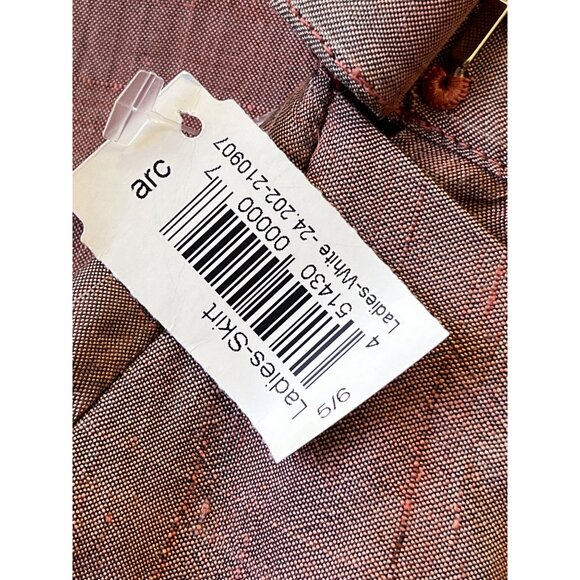 arc
Ladies-Skirt
4 51430 00000 7
Ladies-White -24.202-210907
5/6